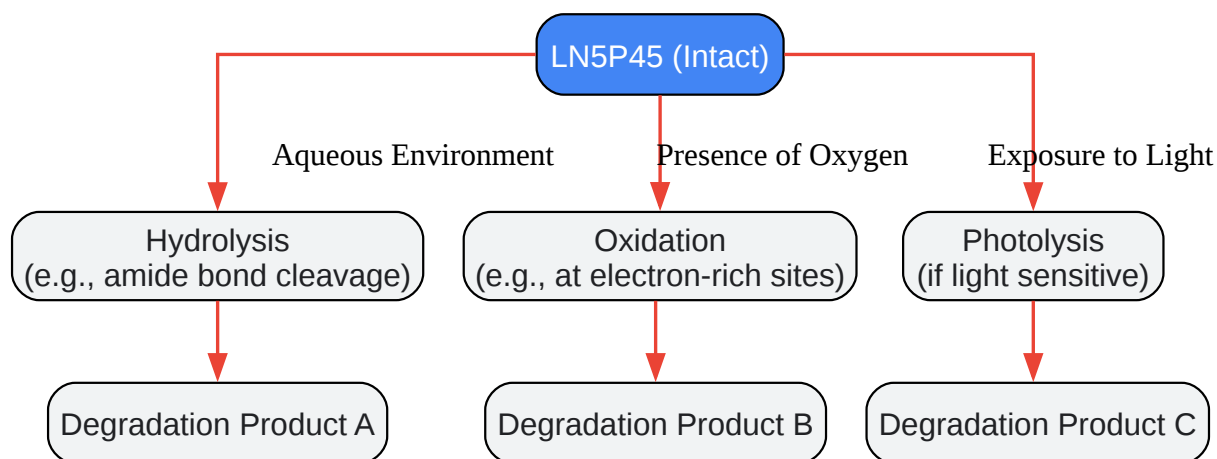 LN5P45 (Intact)
Aqueous Environment
Presence of Oxygen
Exposure to Light
Hydrolysis
(e.g., amide bond cleavage)
Oxidation
(e.g., at electron-rich sites)
Photolysis
(if light sensitive)
Degradation Product A
Degradation Product B
Degradation Product C